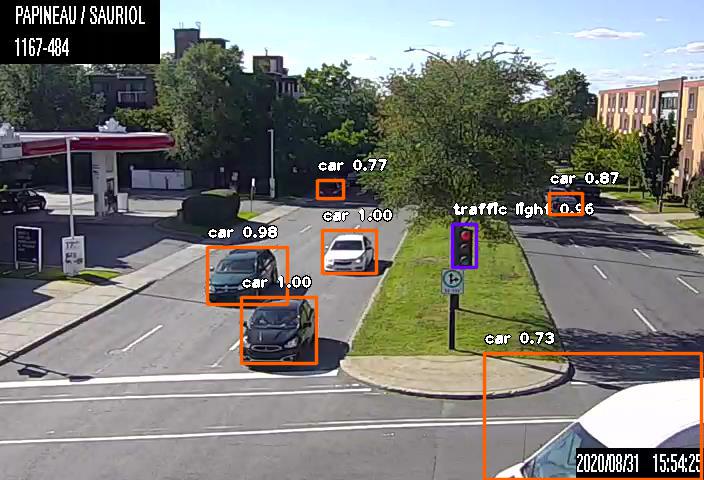 PAPINEAU / SAURIOL
1167-484
car 0.77
car 0.87
traffic light 0.96
car 1.00
car 0.98
car 1.00
car 0.73
2020/08/31 15:54:25